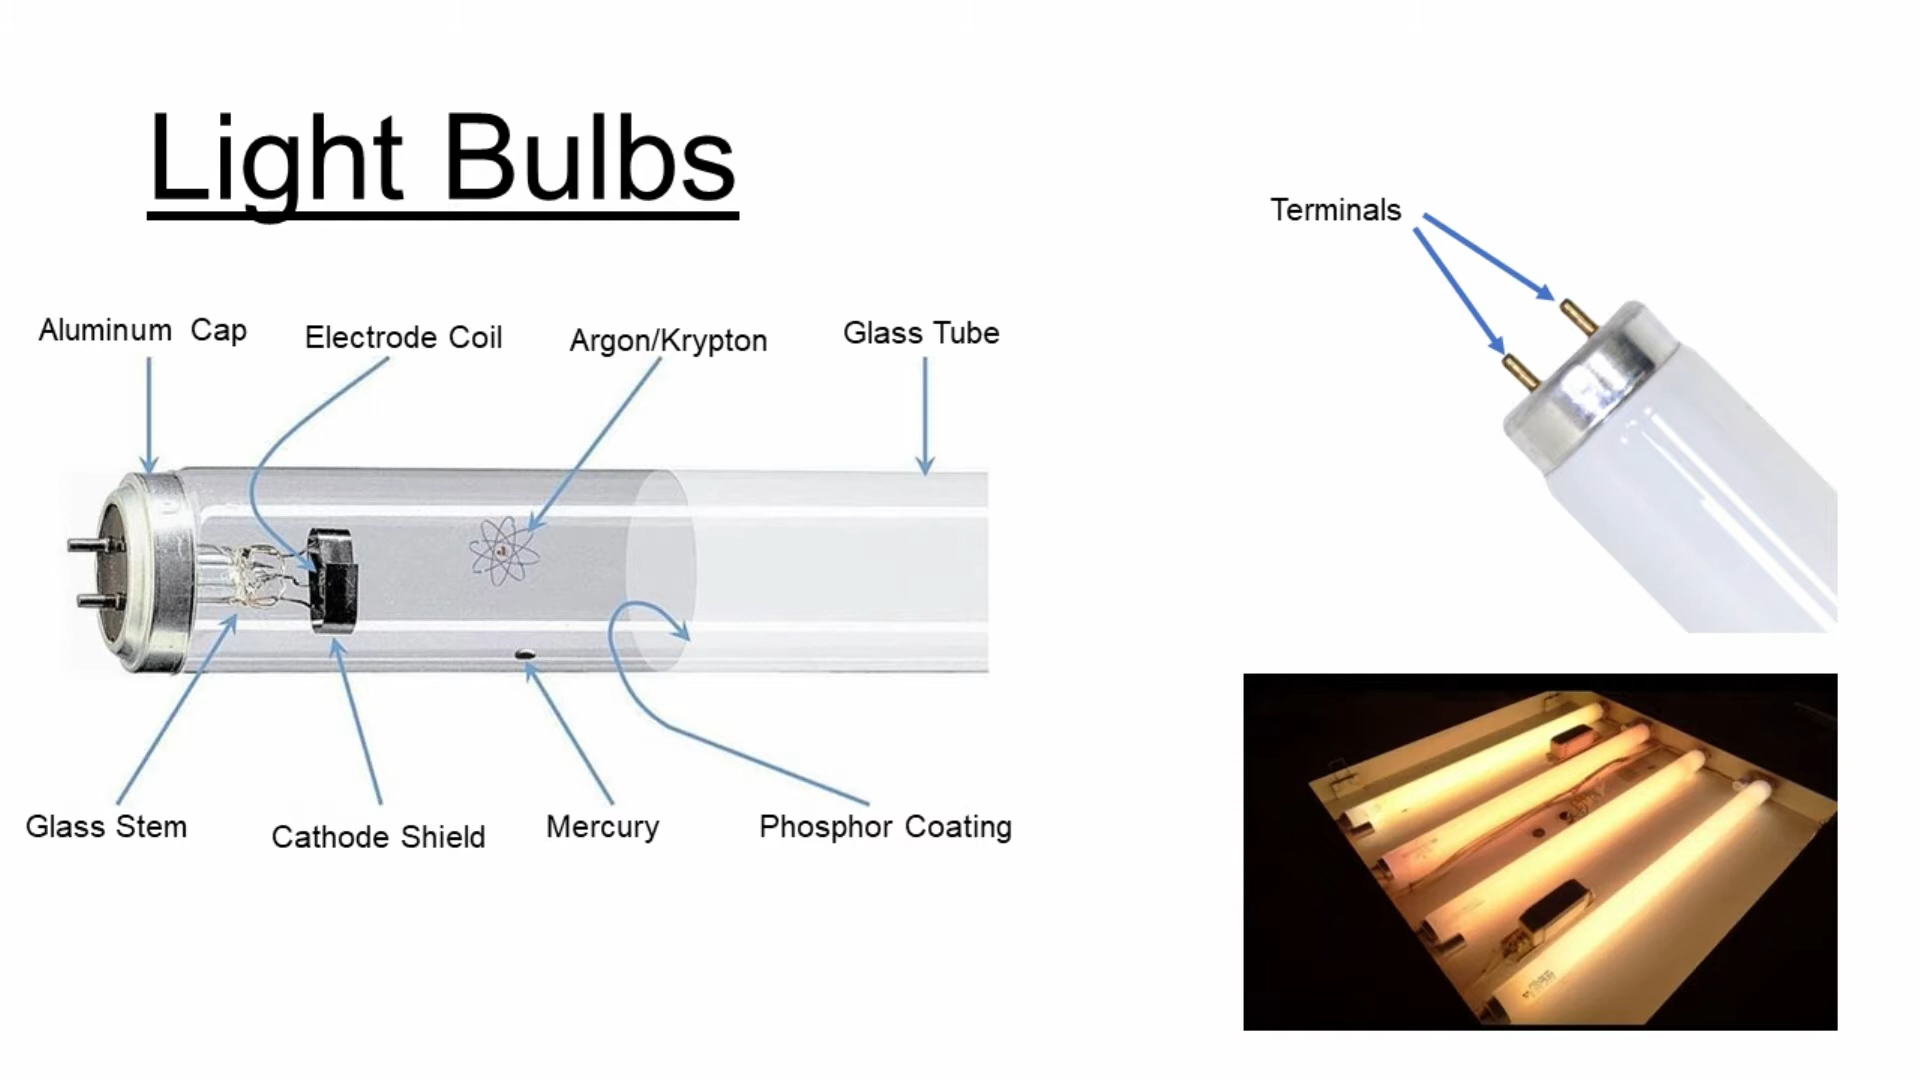 Light Bulbs
Terminals
Aluminum Cap
Electrode Coil
Argon/Krypton
Glass Tube
Glass Stem
Cathode Shield
Mercury
Phosphor Coating